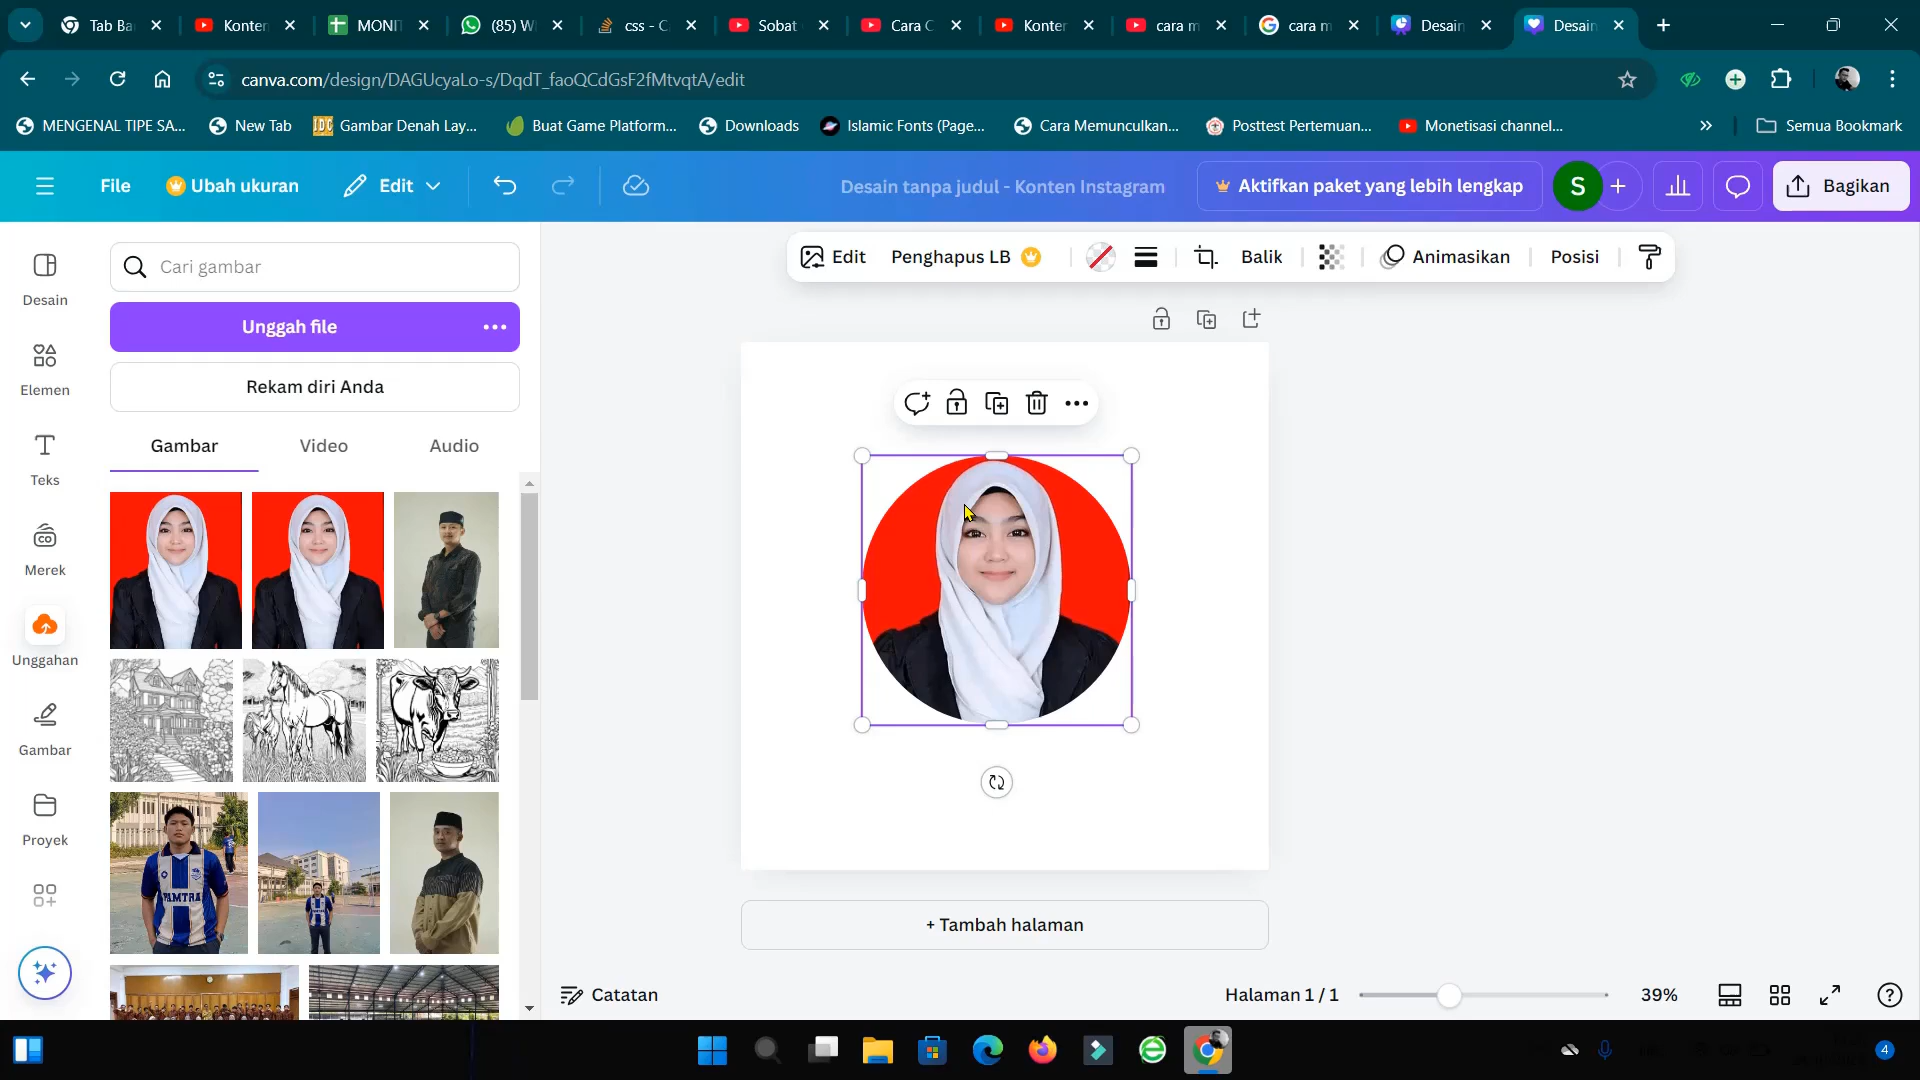 Tab Ba
Konten
MONIT
(85) W
css - C
Sobat
Cara C
Konten
cara m
cara m
Desain
Desain
canva.com/design/DAGUcyaLo-s/DqdT_faoQCdGsF2fMtvqtA/edit
MENGENAL TIPE SA...
New Tab
Gambar Denah Lay...
Buat Game Platform...
Downloads
Islamic Fonts (Page...
Cara Memunculkan...
Posttest Pertemuan...
Monetisasi channel...
»
Semua Bookmark
File
Ubah ukuran
Edit
Desain tanpa judul - Konten Instagram
Aktifkan paket yang lebih lengkap
S
+
Bagikan
Desain
Elemen
Teks
Merek
Unggahan
Gambar
Proyek
Cari gambar
Unggah file
Rekam diri Anda
Gambar
Video
Audio
PAMTRA
Edit
Penghapus LB
Balik
Animasikan
Posisi
+ Tambah halaman
Catatan
Halaman 1 / 1
39%
4